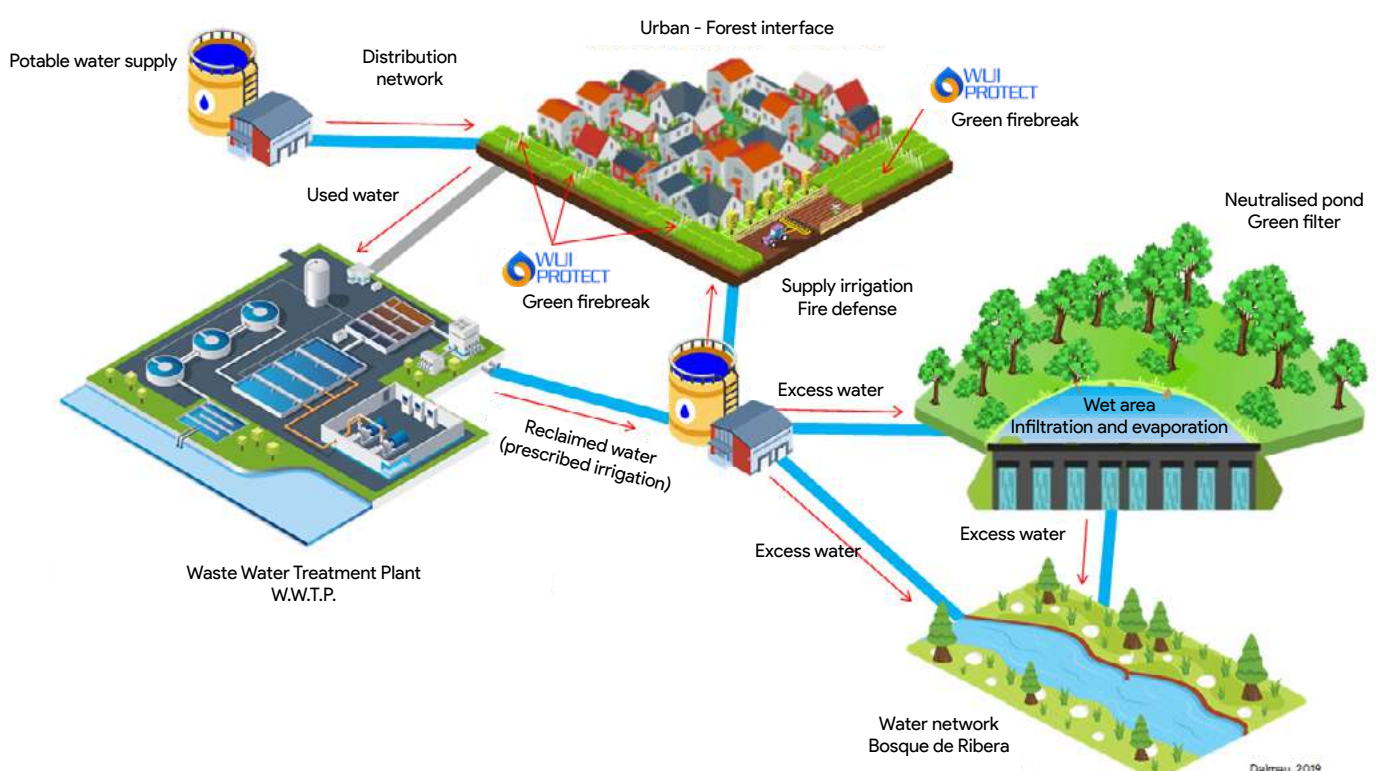 Urban - Forest interface
Potable water supply
Distribution
network
WUI
PROTECT
Green firebreak
Used water
Neutralised pond
Green filter
WUI
PROTECT
Green firebreak
Supply irrigation
Fire defense
Excess water
Wet area
Infiltration and evaporation
Reclaimed water
(prescribed irrigation)
Excess water
Excess water
Waste Water Treatment Plant
W.W.T.P.
Water network
Bosque de Ribera
Dalmau, 2019